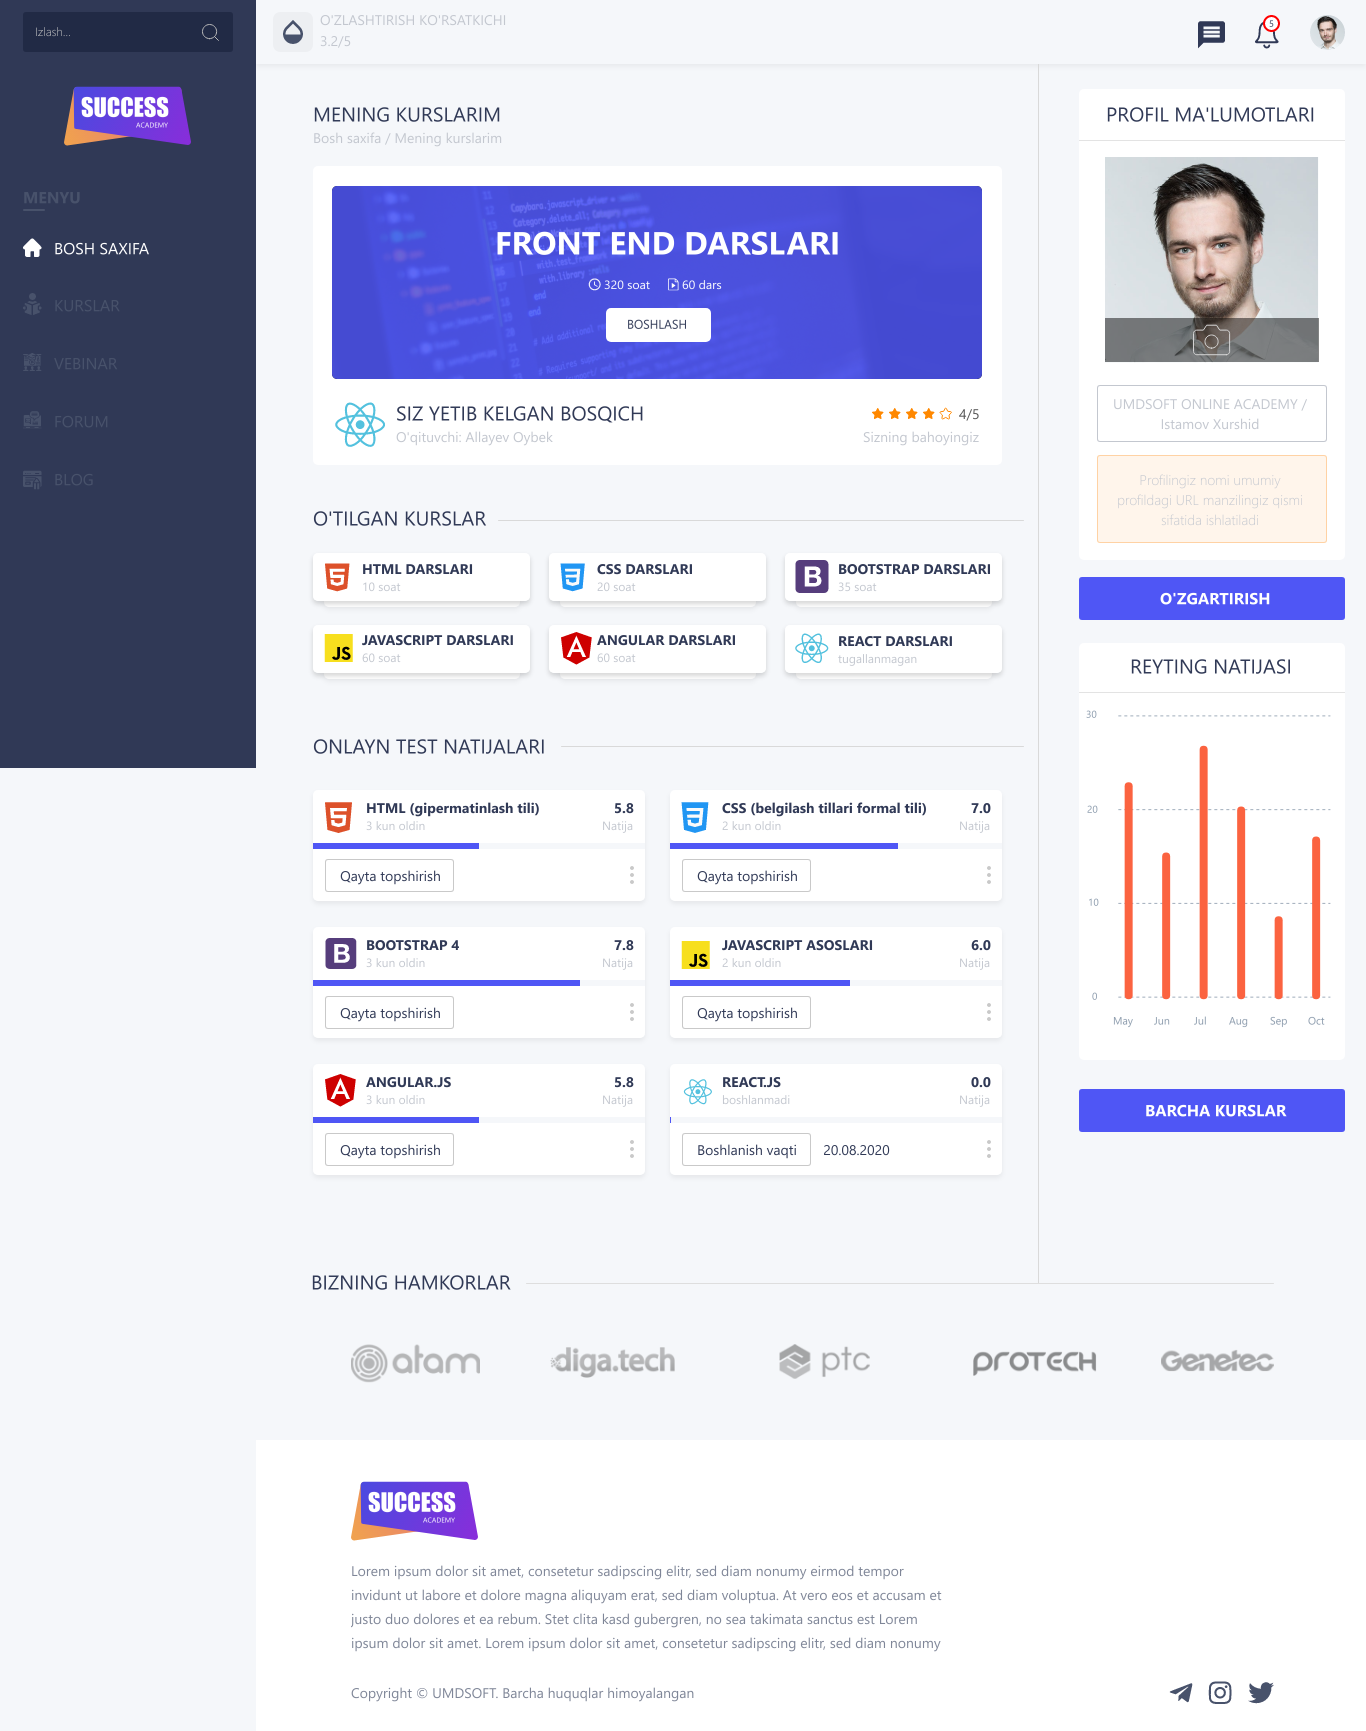 Izlash...
SUCCESS
ACADEMY
MENYU
BOSH SAXIFA
KURSLAR
VEBINAR
FORUM
BLOG
O'ZLASHTIRISH KO'RSATKICHI
3.2/5
5
MENING KURSLARIM
Bosh saxifa / Mening kurslarim
FRONT END DARSLARI
320 soat 60 dars
BOSHLASH
SIZ YETIB KELGAN BOSQICH
O'qituvchi: Allayev Oybek
4/5
Sizning bahoyingiz
O'TILGAN KURSLAR
HTML DARSLARI
10 soat
CSS DARSLARI
20 soat
B
BOOTSTRAP DARSLARI
35 soat
JS
JAVASCRIPT DARSLARI
60 soat
A
ANGULAR DARSLARI
60 soat
REACT DARSLARI
tugallanmagan
ONLAYN TEST NATIJALARI
HTML (gipermatinlash tili) 5.8
3 kun oldin Natija
Qayta topshirish
CSS (belgilash tillari formal tili) 7.0
2 kun oldin Natija
Qayta topshirish
B
BOOTSTRAP 4 7.8
3 kun oldin Natija
Qayta topshirish
JS
JAVASCRIPT ASOSLARI 6.0
2 kun oldin Natija
Qayta topshirish
A
ANGULAR.JS 5.8
3 kun oldin Natija
Qayta topshirish
REACT.JS 0.0
boshlanmadi Natija
Boshlanish vaqti 20.08.2020
PROFIL MA'LUMOTLARI
UMDSOFT ONLINE ACADEMY /
Istamov Xurshid
Profilingiz nomi umumiy
profildagi URL manzilingiz qismi
sifatida ishlatiladi
O'ZGARTIRISH
REYTING NATIJASI
30
20
10
0
May Jun Jul Aug Sep Oct
BARCHA KURSLAR
BIZNING HAMKORLAR
atam
diga.tech
ptc
PROTECH
Genetec
SUCCESS
ACADEMY
Lorem ipsum dolor sit amet, consetetur sadipscing elitr, sed diam nonumy eirmod tempor
invidunt ut labore et dolore magna aliquyam erat, sed diam voluptua. At vero eos et accusam et
justo duo dolores et ea rebum. Stet clita kasd gubergren, no sea takimata sanctus est Lorem
ipsum dolor sit amet. Lorem ipsum dolor sit amet, consetetur sadipscing elitr, sed diam nonumy
Copyright © UMDSOFT. Barcha huquqlar himoyalangan